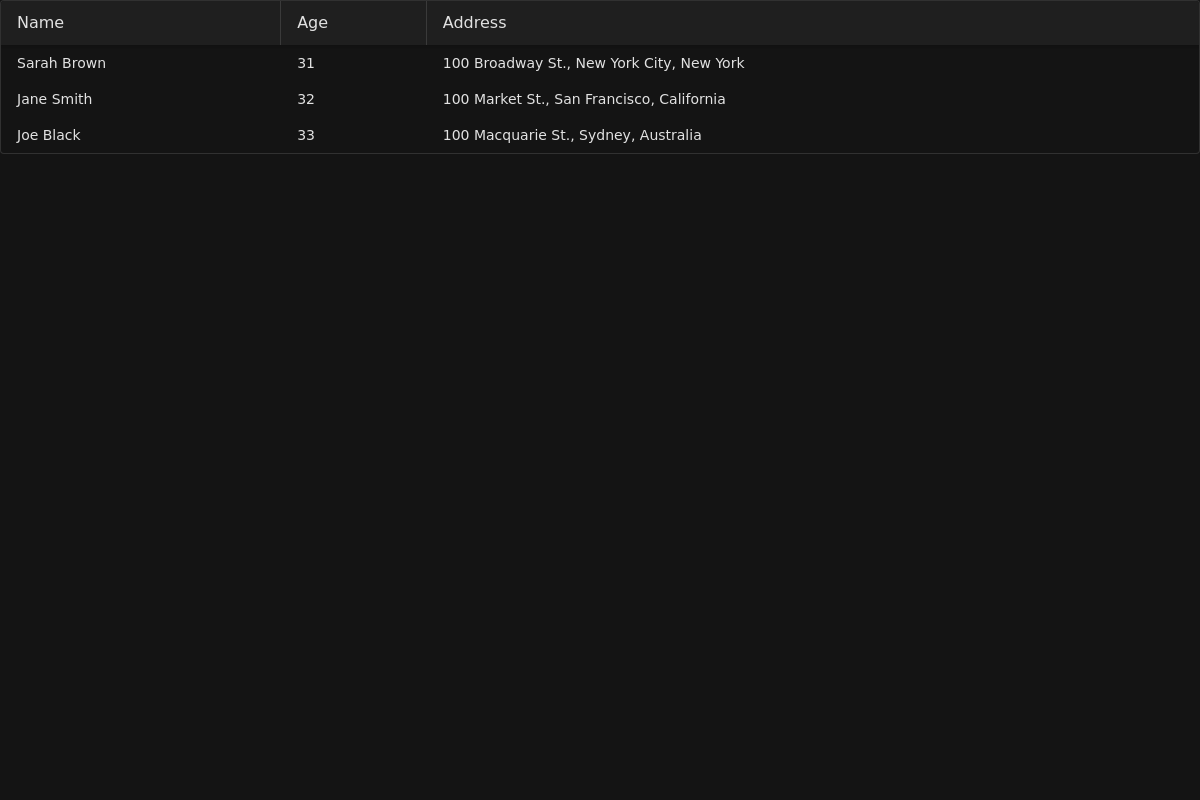 Name Age Address
Sarah Brown 31 100 Broadway St., New York City, New York
Jane Smith 32 100 Market St., San Francisco, California
Joe Black 33 100 Macquarie St., Sydney, Australia